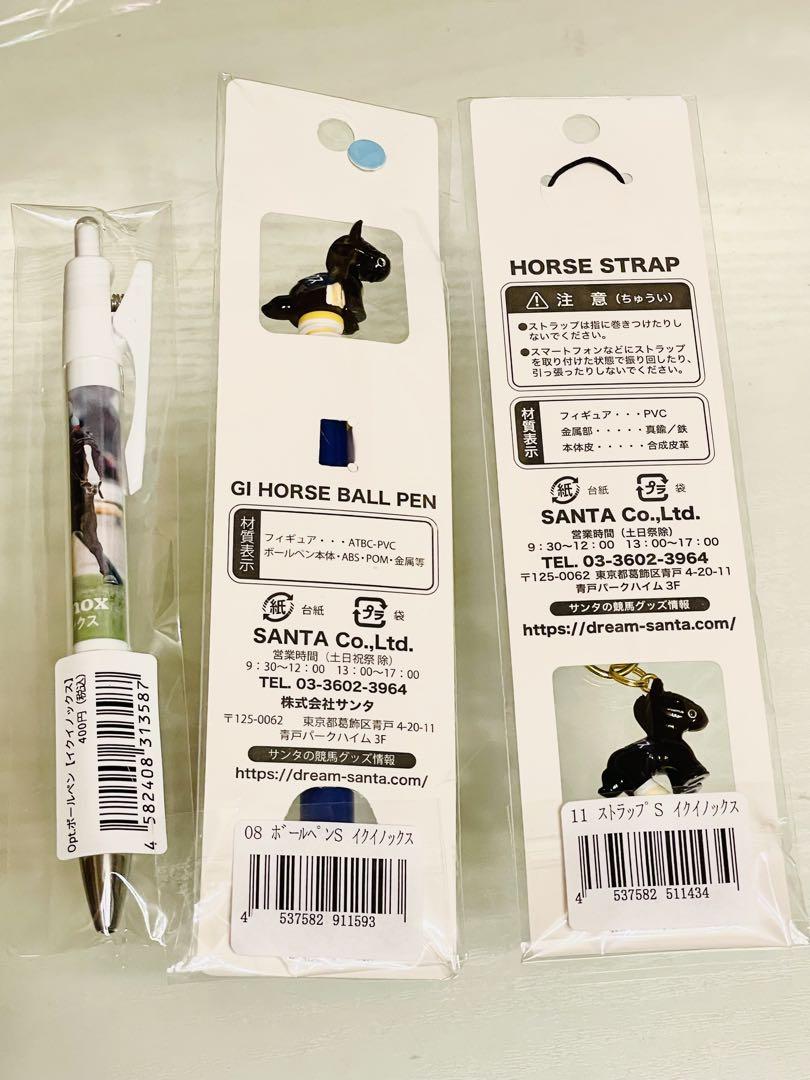 nox
ックス
Opt.ボールペン【イクイノックス】
400円(税込)
4 582408 313587
GI HORSE BALL PEN
材質表示
フィギュア・・・ATBC-PVC
ボールペン本体・ABS・POM・金属等
紙 台紙 プラ 袋
SANTA Co.,Ltd.
営業時間(土日祝祭 除)
9:30〜12:00 13:00〜17:00
TEL. 03-3602-3964
株式会社サンタ
〒125-0062 東京都葛飾区青戸 4-20-11
青戸パークハイム 3F
サンタの競馬グッズ情報
https://dream-santa.com/
08 ボールペンS イクイノックス
4 537582 911593
HORSE STRAP
注 意(ちゅうい)
●ストラップは指に巻きつけたりし
ないでください。
●スマートフォンなどにストラップ
を取り付けた状態で振り回したり、
引っ張ったりしないでください。
材質表示
フィギュア・・・PVC
金属部・・・・・真鍮/鉄
本体皮・・・・・合成皮革
紙 台紙 プラ 袋
SANTA Co.,Ltd.
営業時間(土日祭除)
9:30〜12:00 13:00〜17:00
TEL. 03-3602-3964
〒125-0062 東京都葛飾区青戸 4-20-11
青戸パークハイム 3F
サンタの競馬グッズ情報
https://dream-santa.com/
11 ストラップS イクイノックス
4 537582 511434